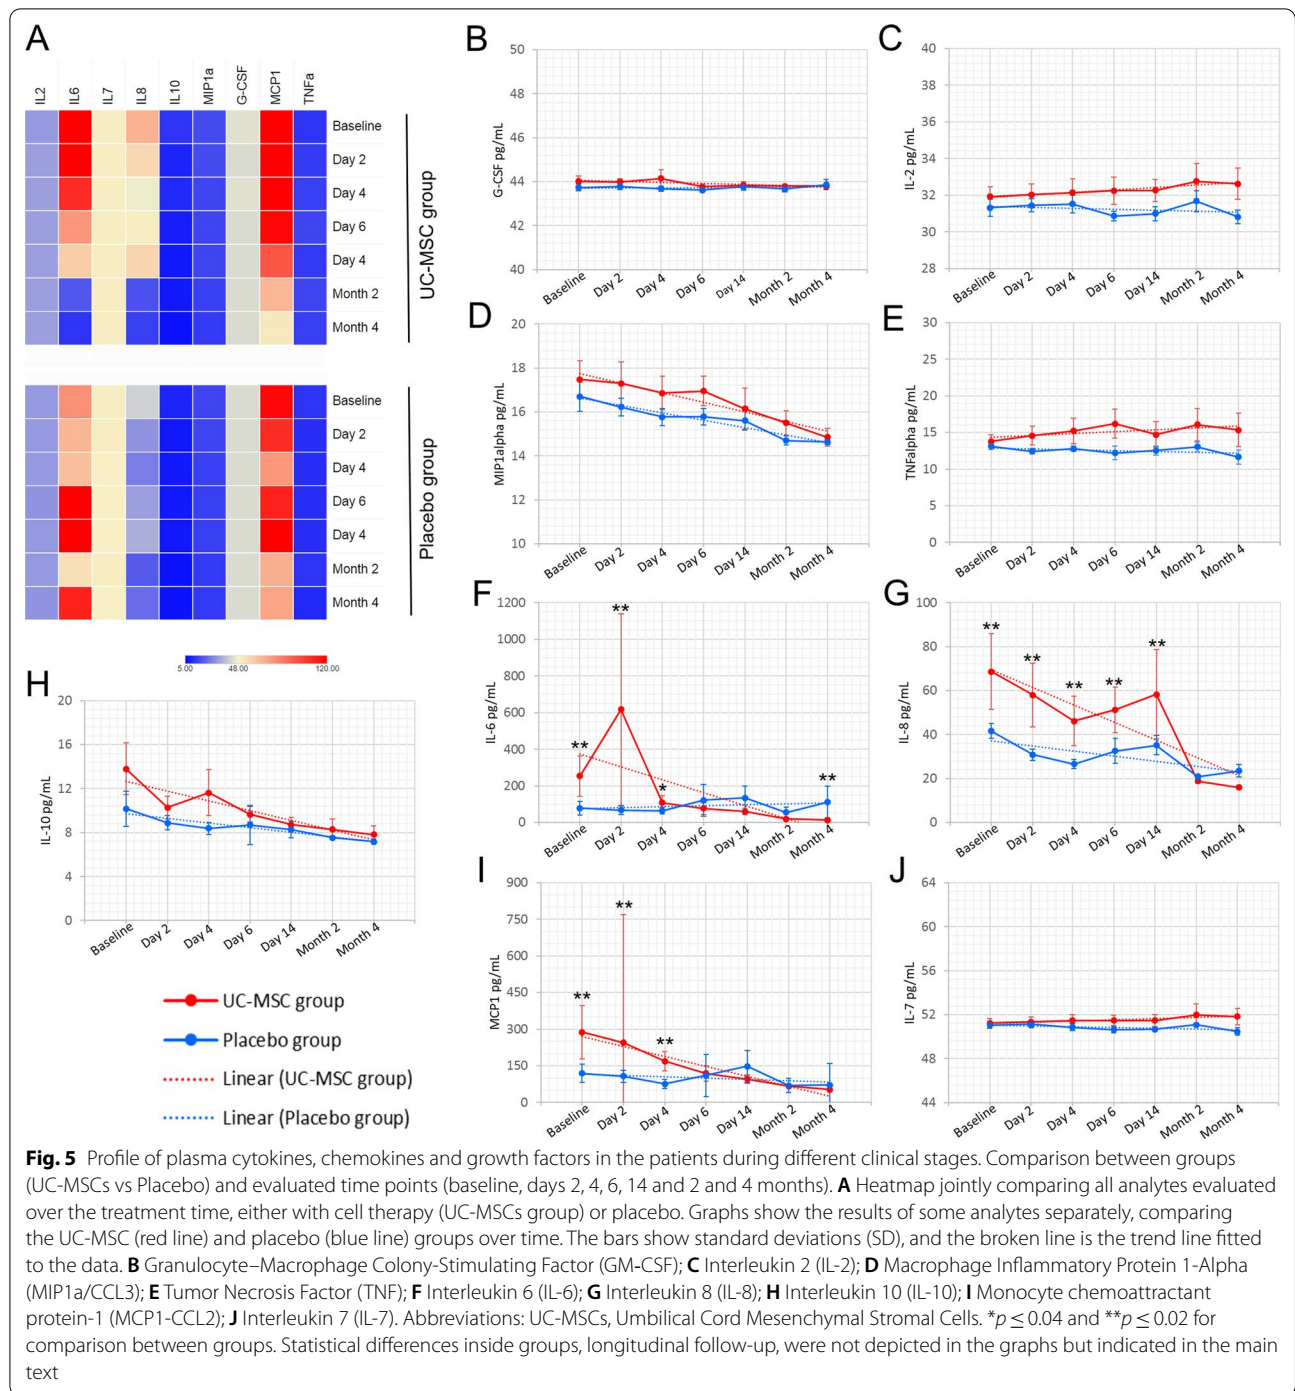 A
IL2 IL6 IL7 IL8 IL10 MIP1a G-CSF MCP1 TNFa
Baseline
Day 2
Day 4
Day 6
Day 4
Month 2
Month 4
UC-MSC group
Baseline
Day 2
Day 4
Day 6
Day 4
Month 2
Month 4
Placebo group
5.00 48.00 120.00
B
G-CSF pg/mL
50
48
46
44
42
40
Baseline Day 2 Day 4 Day 6 Day 14 Month 2 Month 4
C
IL-2 pg/mL
40
38
36
34
32
30
28
Baseline Day 2 Day 4 Day 6 Day 14 Month 2 Month 4
D
MIP1alpha pg/mL
20
18
16
14
12
10
Baseline Day 2 Day 4 Day 6 Day 14 Month 2 Month 4
E
TNFalpha pg/mL
30
25
20
15
10
5
0
Baseline Day 2 Day 4 Day 6 Day 14 Month 2 Month 4
F
IL-6 pg/mL
1200
1000
800
600
400
200
0
** ** * **
Baseline Day 2 Day 4 Day 6 Day 14 Month 2 Month 4
G
IL-8 pg/mL
100
80
60
40
20
0
** ** ** ** **
Baseline Day 2 Day 4 Day 6 Day 14 Month 2 Month 4
H
IL-10 pg/mL
20
16
12
8
4
0
Baseline Day 2 Day 4 Day 6 Day 14 Month 2 Month 4
I
MCP1 pg/mL
900
750
600
450
300
150
0
** ** **
Baseline Day 2 Day 4 Day 6 Day 14 Month 2 Month 4
J
IL-7 pg/mL
64
60
56
52
48
44
Baseline Day 2 Day 4 Day 6 Day 14 Month 2 Month 4
UC-MSC group
Placebo group
Linear (UC-MSC group)
Linear (Placebo group)
Fig. 5 Profile of plasma cytokines, chemokines and growth factors in the patients during different clinical stages. Comparison between groups
(UC-MSCs vs Placebo) and evaluated time points (baseline, days 2, 4, 6, 14 and 2 and 4 months). A Heatmap jointly comparing all analytes evaluated
over the treatment time, either with cell therapy (UC-MSCs group) or placebo. Graphs show the results of some analytes separately, comparing
the UC-MSC (red line) and placebo (blue line) groups over time. The bars show standard deviations (SD), and the broken line is the trend line fitted
to the data. B Granulocyte–Macrophage Colony-Stimulating Factor (GM-CSF); C Interleukin 2 (IL-2); D Macrophage Inflammatory Protein 1-Alpha
(MIP1a/CCL3); E Tumor Necrosis Factor (TNF); F Interleukin 6 (IL-6); G Interleukin 8 (IL-8); H Interleukin 10 (IL-10); I Monocyte chemoattractant
protein-1 (MCP1-CCL2); J Interleukin 7 (IL-7). Abbreviations: UC-MSCs, Umbilical Cord Mesenchymal Stromal Cells. *p ≤ 0.04 and **p ≤ 0.02 for
comparison between groups. Statistical differences inside groups, longitudinal follow-up, were not depicted in the graphs but indicated in the main
text